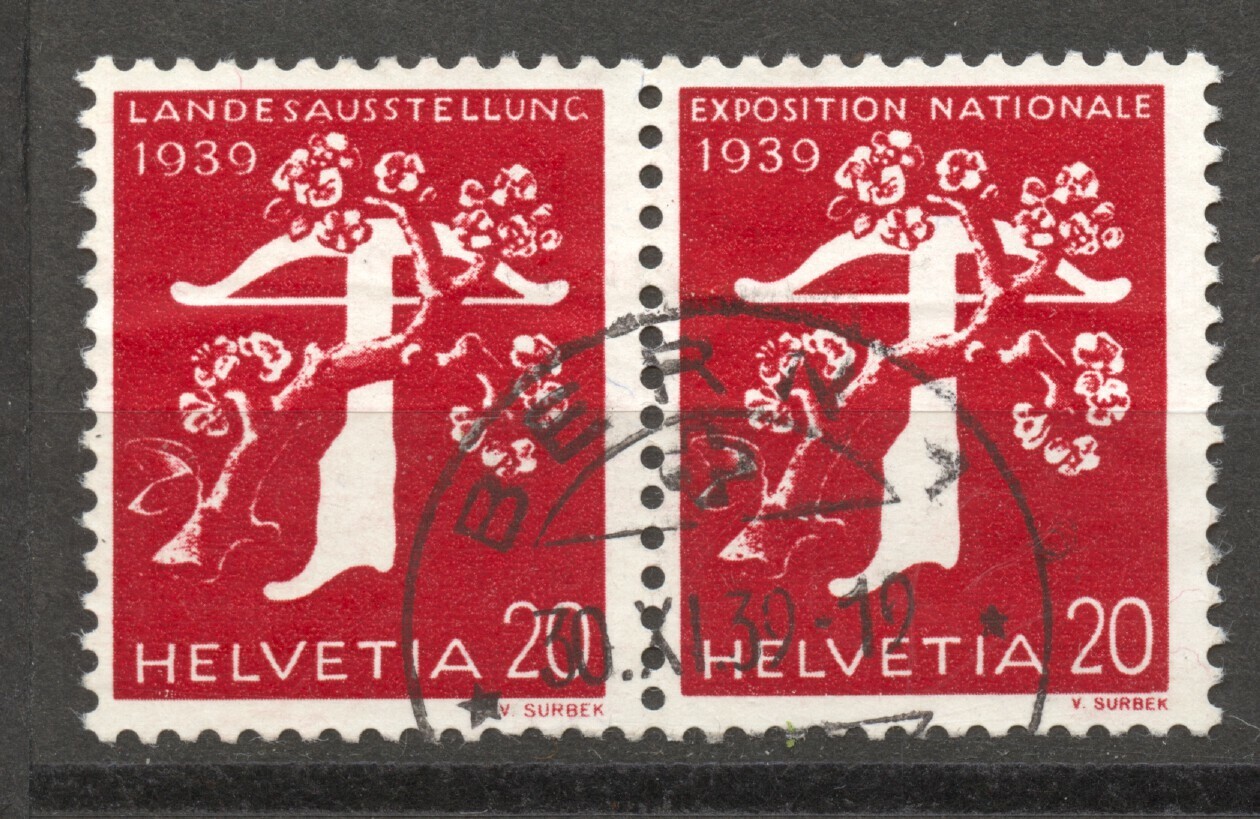 LANDESAUSSTELLUNG
1939
HELVETIA 20
V. SURBEK
EXPOSITION NATIONALE
1939
HELVETIA 20
V. SURBEK
BERN
30.XI.39-12